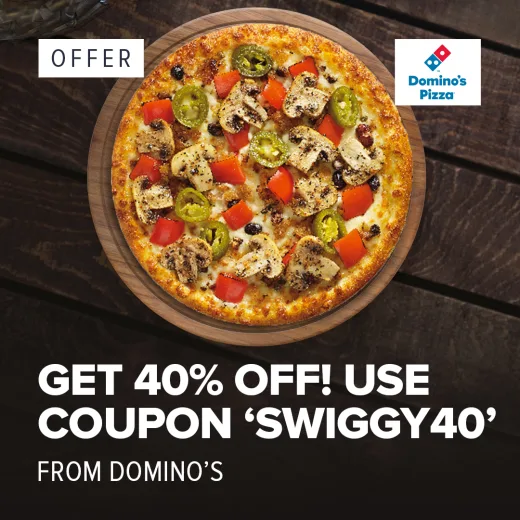 OFFER
Domino's
Pizza
GET 40% OFF! USE
COUPON ‘SWIGGY40’
FROM DOMINO’S